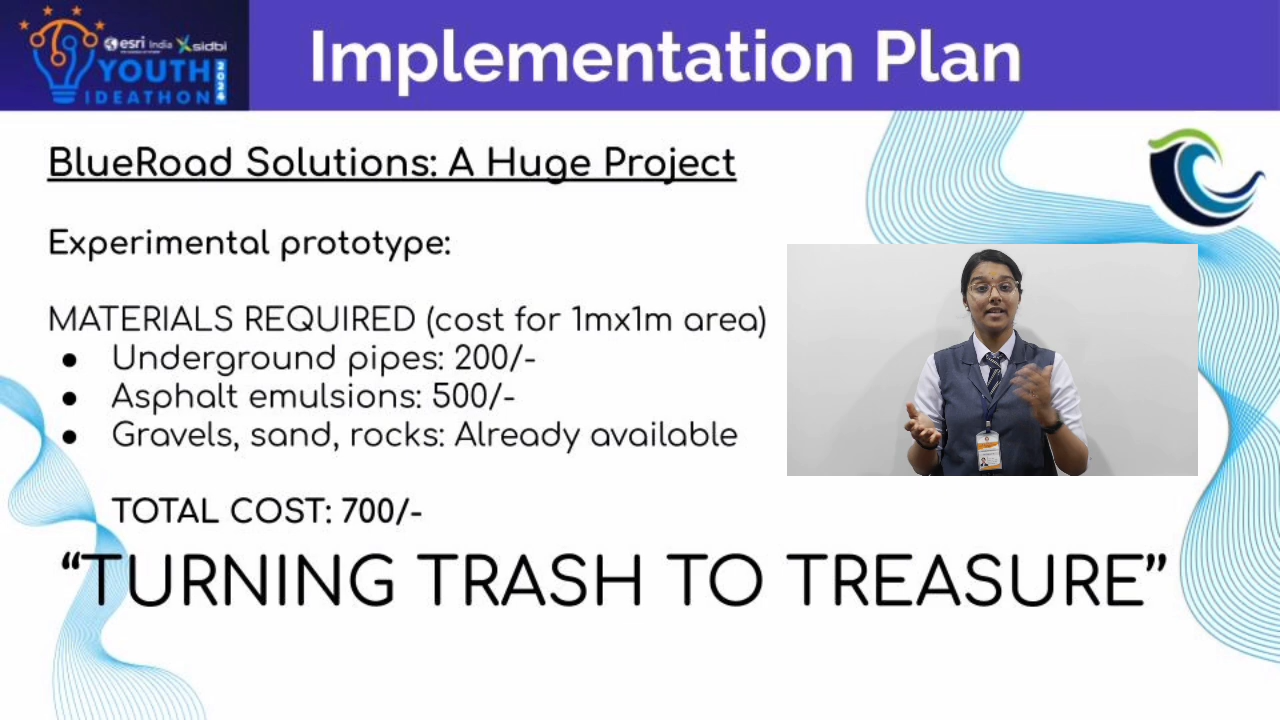 esri India sidbi
YOUTH
IDEATHON
2024
Implementation Plan
BlueRoad Solutions: A Huge Project
Experimental prototype:
MATERIALS REQUIRED (cost for 1mx1m area)
● Underground pipes: 200/-
● Asphalt emulsions: 500/-
● Gravels, sand, rocks: Already available
TOTAL COST: 700/-
“TURNING TRASH TO TREASURE”